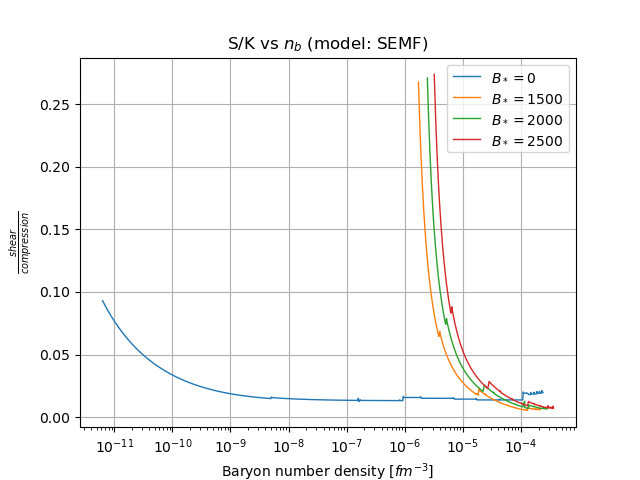 S/K vs n_b (model: SEMF)
B_* = 0
B_* = 1500
B_* = 2000
B_* = 2500
0.25
0.20
0.15
0.10
0.05
0.00
shear
compression
10^−11 10^−10 10^−9 10^−8 10^−7 10^−6 10^−5 10^−4
Baryon number density [fm^−3]